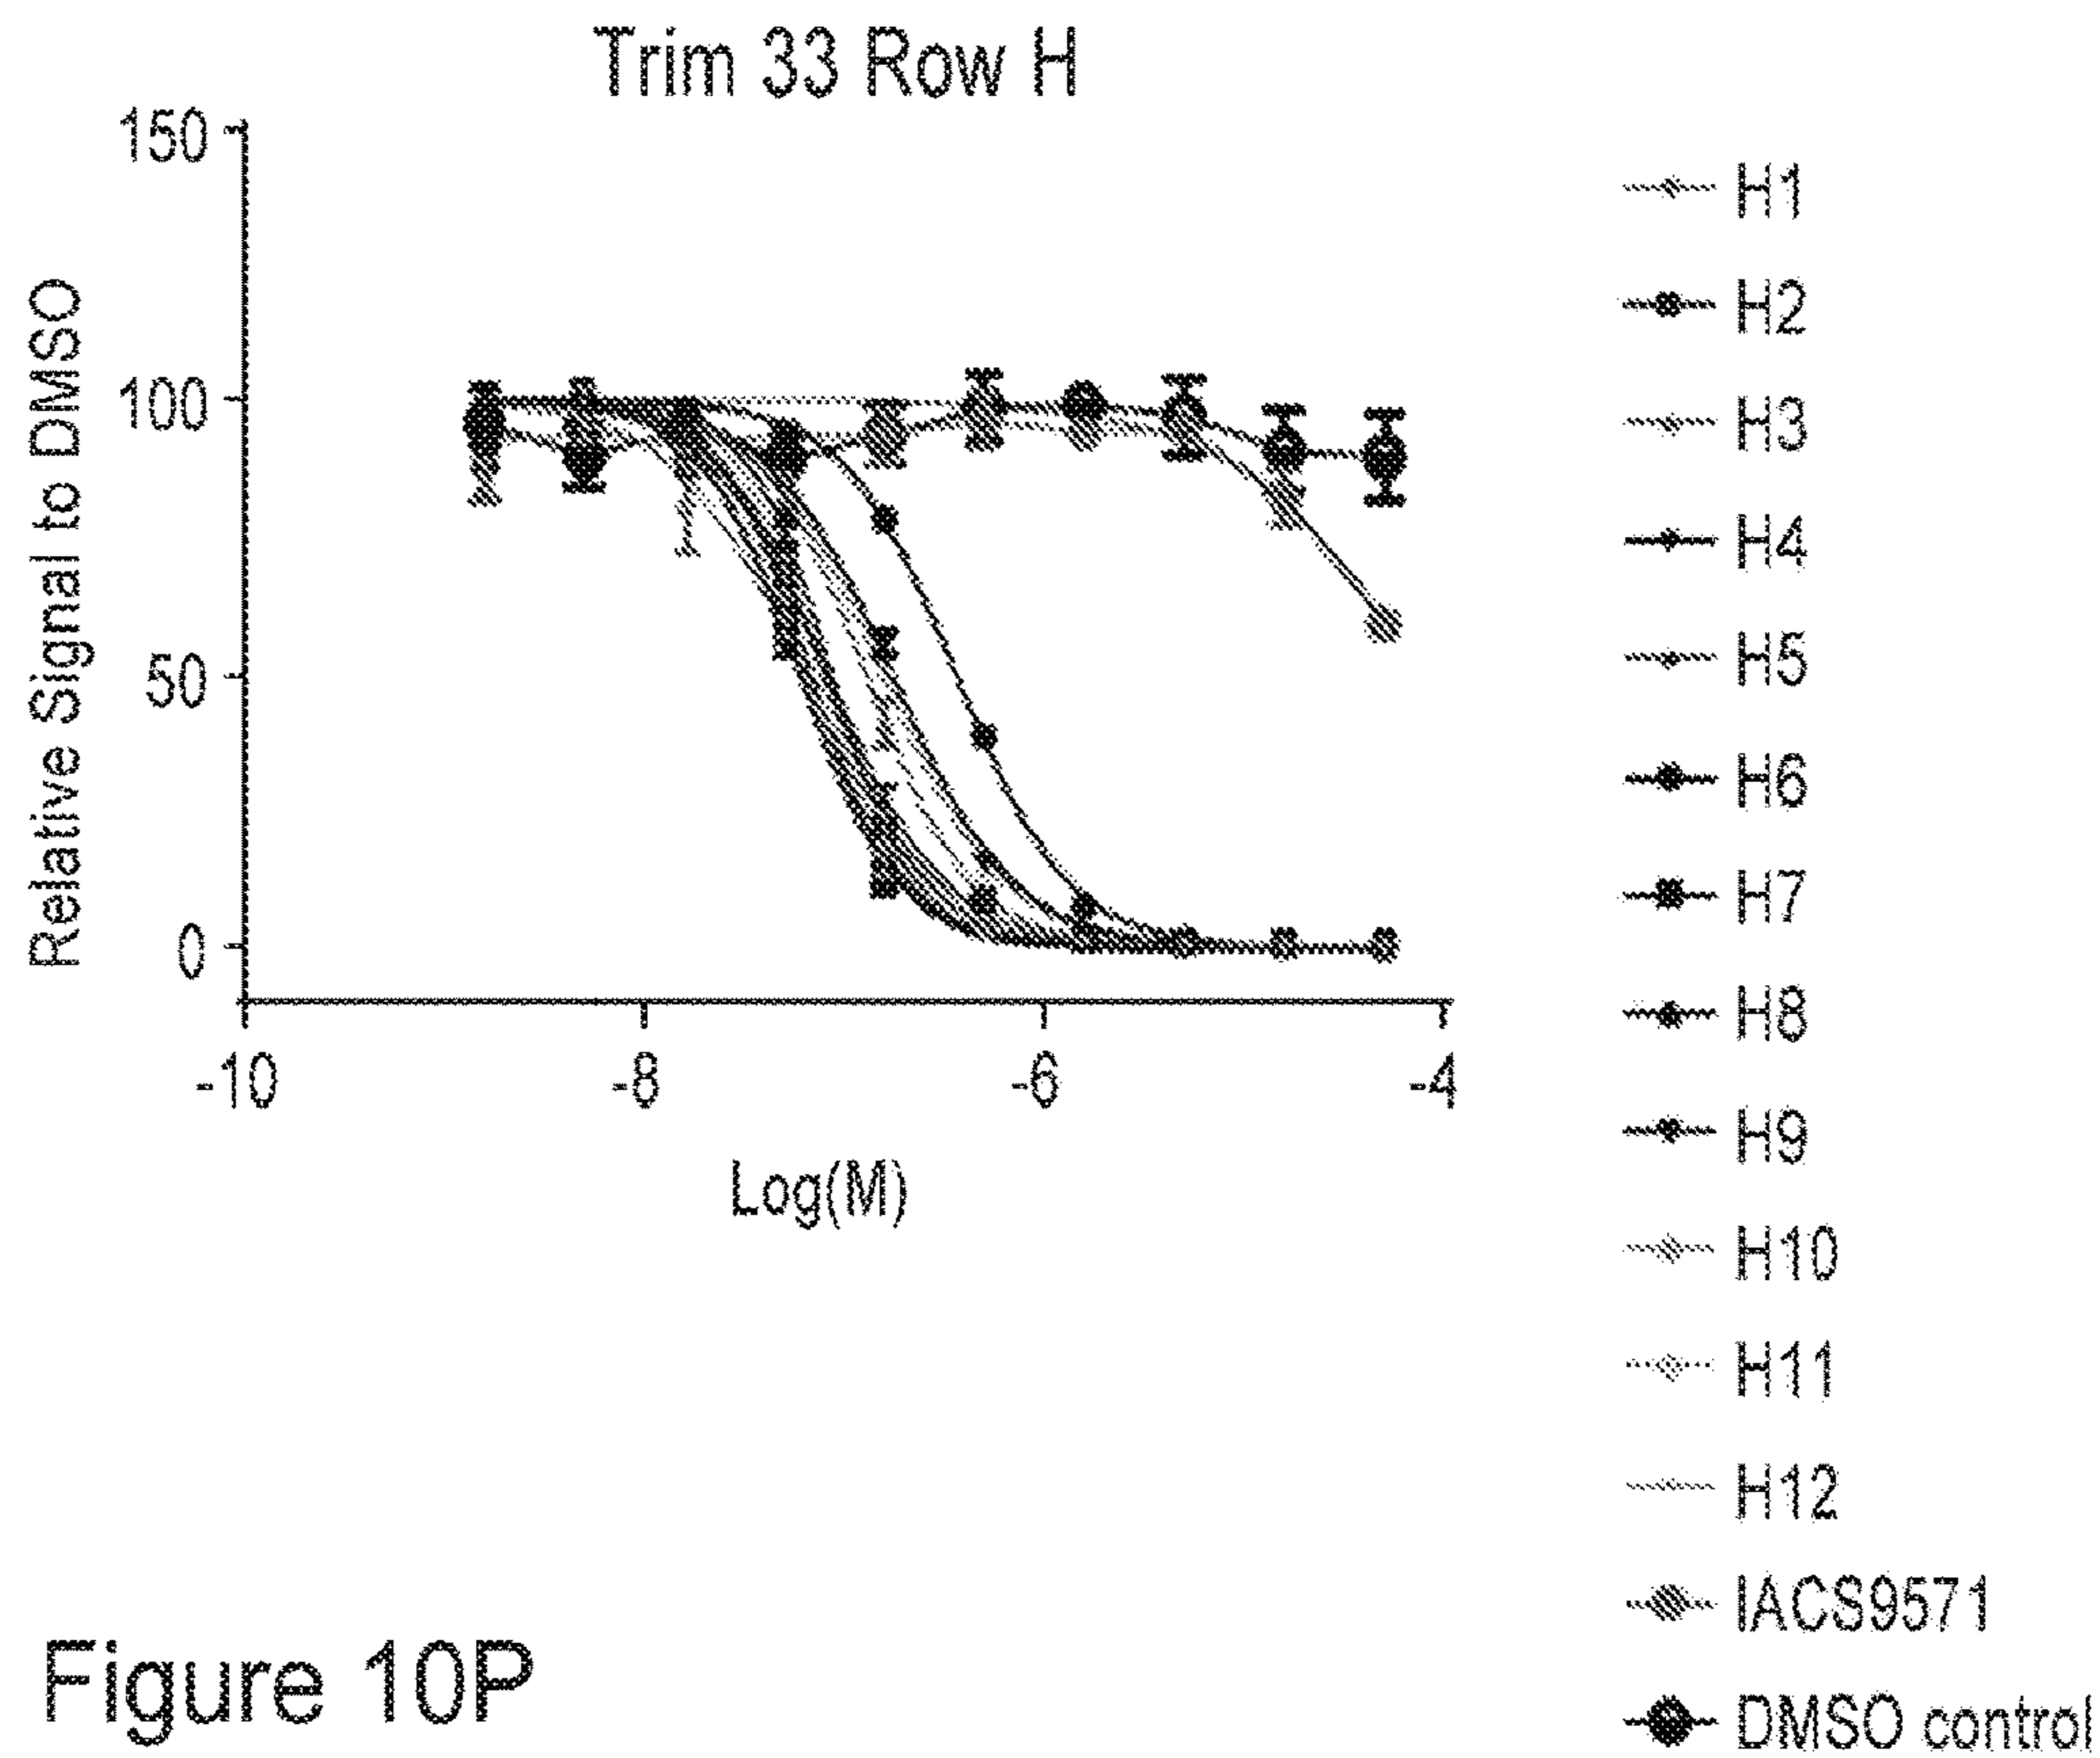 Trim 33 Row H
150
100
50
0
Relative Signal to DMSO
-10
-8
-6
-4
Log(M)
H1
H2
H3
H4
H5
H6
H7
H8
H9
H10
H11
H12
IACS9571
DMSO control
Figure 10P